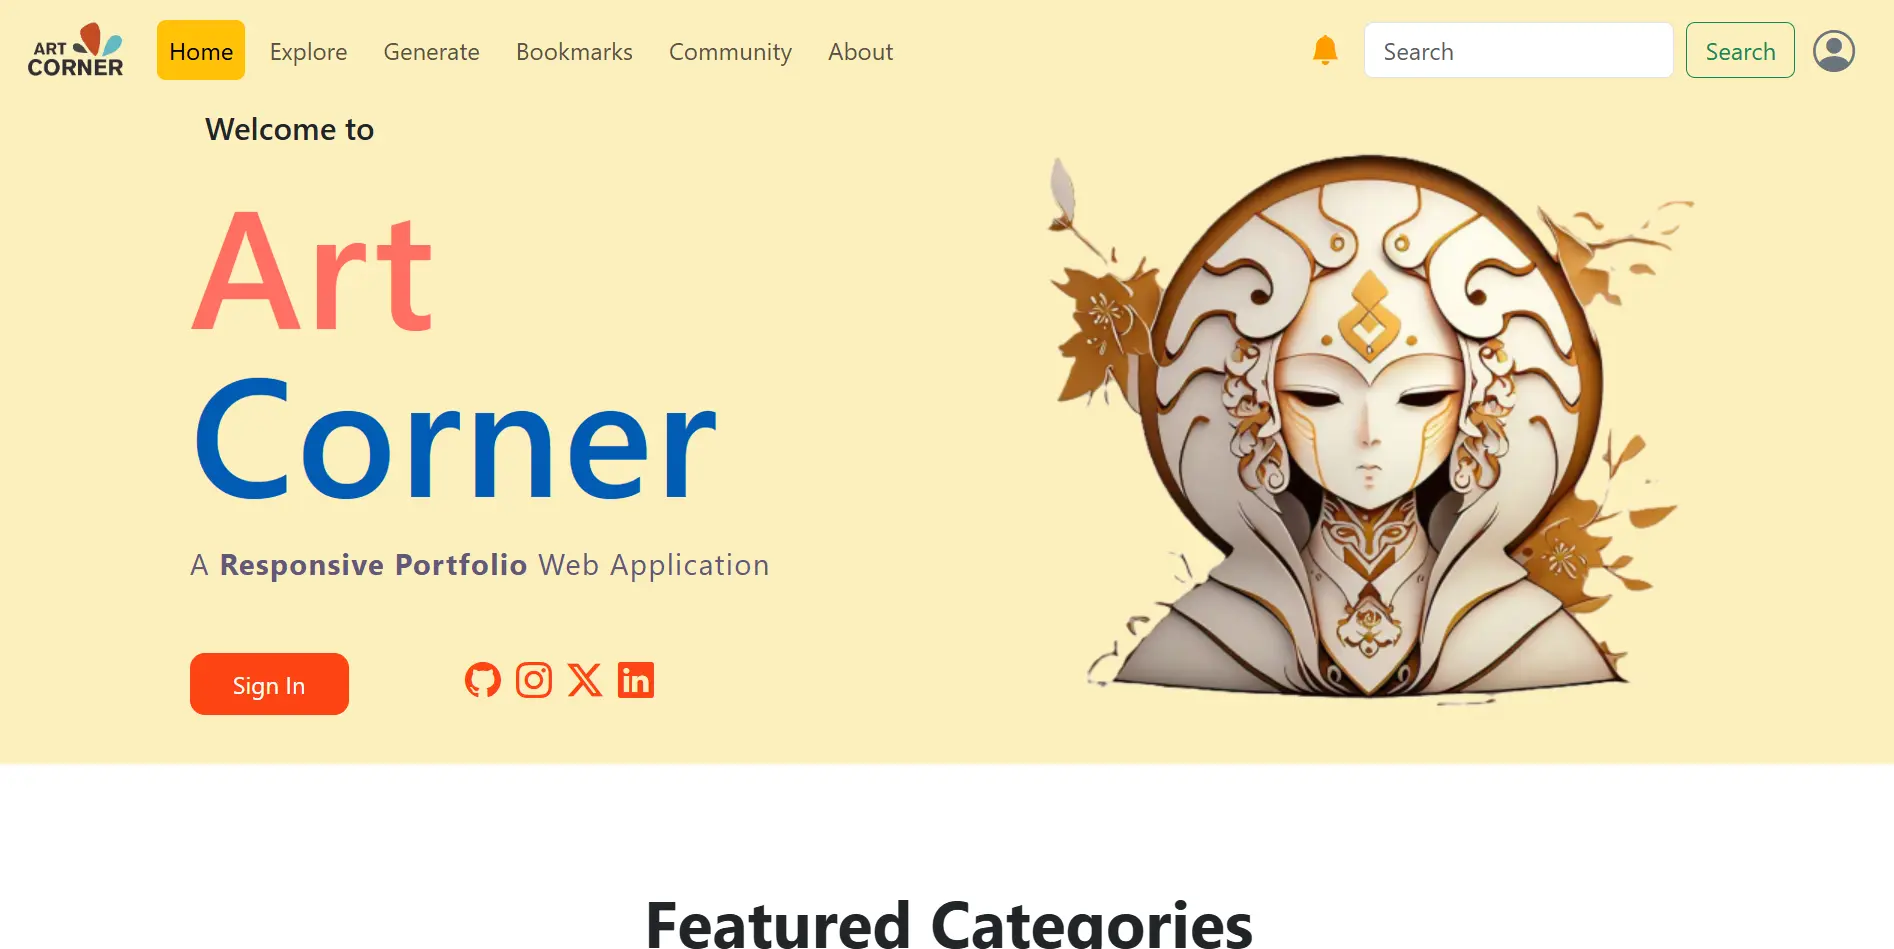 ART
CORNER
Home Explore Generate Bookmarks Community About
Search Search
Welcome to
Art
Corner
A Responsive Portfolio Web Application
Sign In
Featured Categories